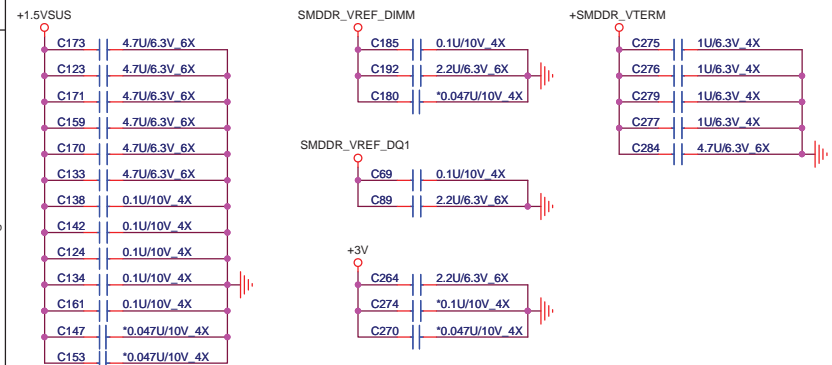 +1.5VSUS
C173 4.7U/6.3V_6X
C123 4.7U/6.3V_6X
C171 4.7U/6.3V_6X
C159 4.7U/6.3V_6X
C170 4.7U/6.3V_6X
C133 4.7U/6.3V_6X
C138 0.1U/10V_4X
C142 0.1U/10V_4X
C124 0.1U/10V_4X
C134 0.1U/10V_4X
C161 0.1U/10V_4X
C147 *0.047U/10V_4X
C153 *0.047U/10V_4X
SMDDR_VREF_DIMM
C185 0.1U/10V_4X
C192 2.2U/6.3V_6X
C180 *0.047U/10V_4X
SMDDR_VREF_DQ1
C69 0.1U/10V_4X
C89 2.2U/6.3V_6X
+3V
C264 2.2U/6.3V_6X
C274 *0.1U/10V_4X
C270 *0.047U/10V_4X
+SMDDR_VTERM
C275 1U/6.3V_4X
C276 1U/6.3V_4X
C279 1U/6.3V_4X
C277 1U/6.3V_4X
C284 4.7U/6.3V_6X